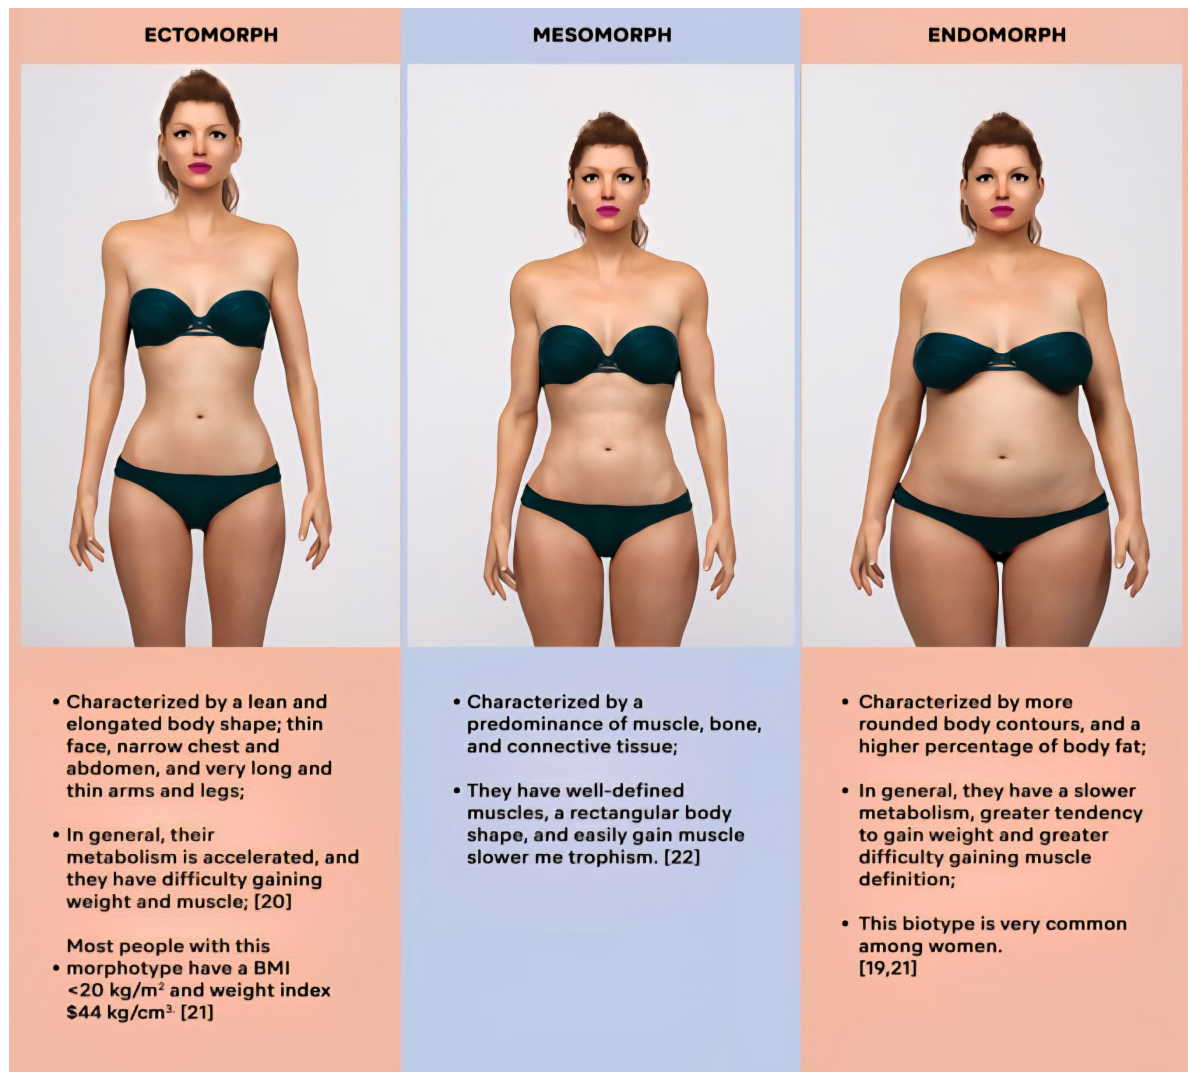 ECTOMORPH
MESOMORPH
ENDOMORPH
• Characterized by a lean and
elongated body shape; thin
face, narrow chest and
abdomen, and very long and
thin arms and legs;
• In general, their
metabolism is accelerated, and
they have difficulty gaining
weight and muscle; [20]
Most people with this
• morphotype have a BMI
<20 kg/m² and weight index
$44 kg/cm³. [21]
• Characterized by a
predominance of muscle, bone,
and connective tissue;
• They have well-defined
muscles, a rectangular body
shape, and easily gain muscle
slower me trophism. [22]
• Characterized by more
rounded body contours, and a
higher percentage of body fat;
• In general, they have a slower
metabolism, greater tendency
to gain weight and greater
difficulty gaining muscle
definition;
• This biotype is very common
among women.
[19,21]